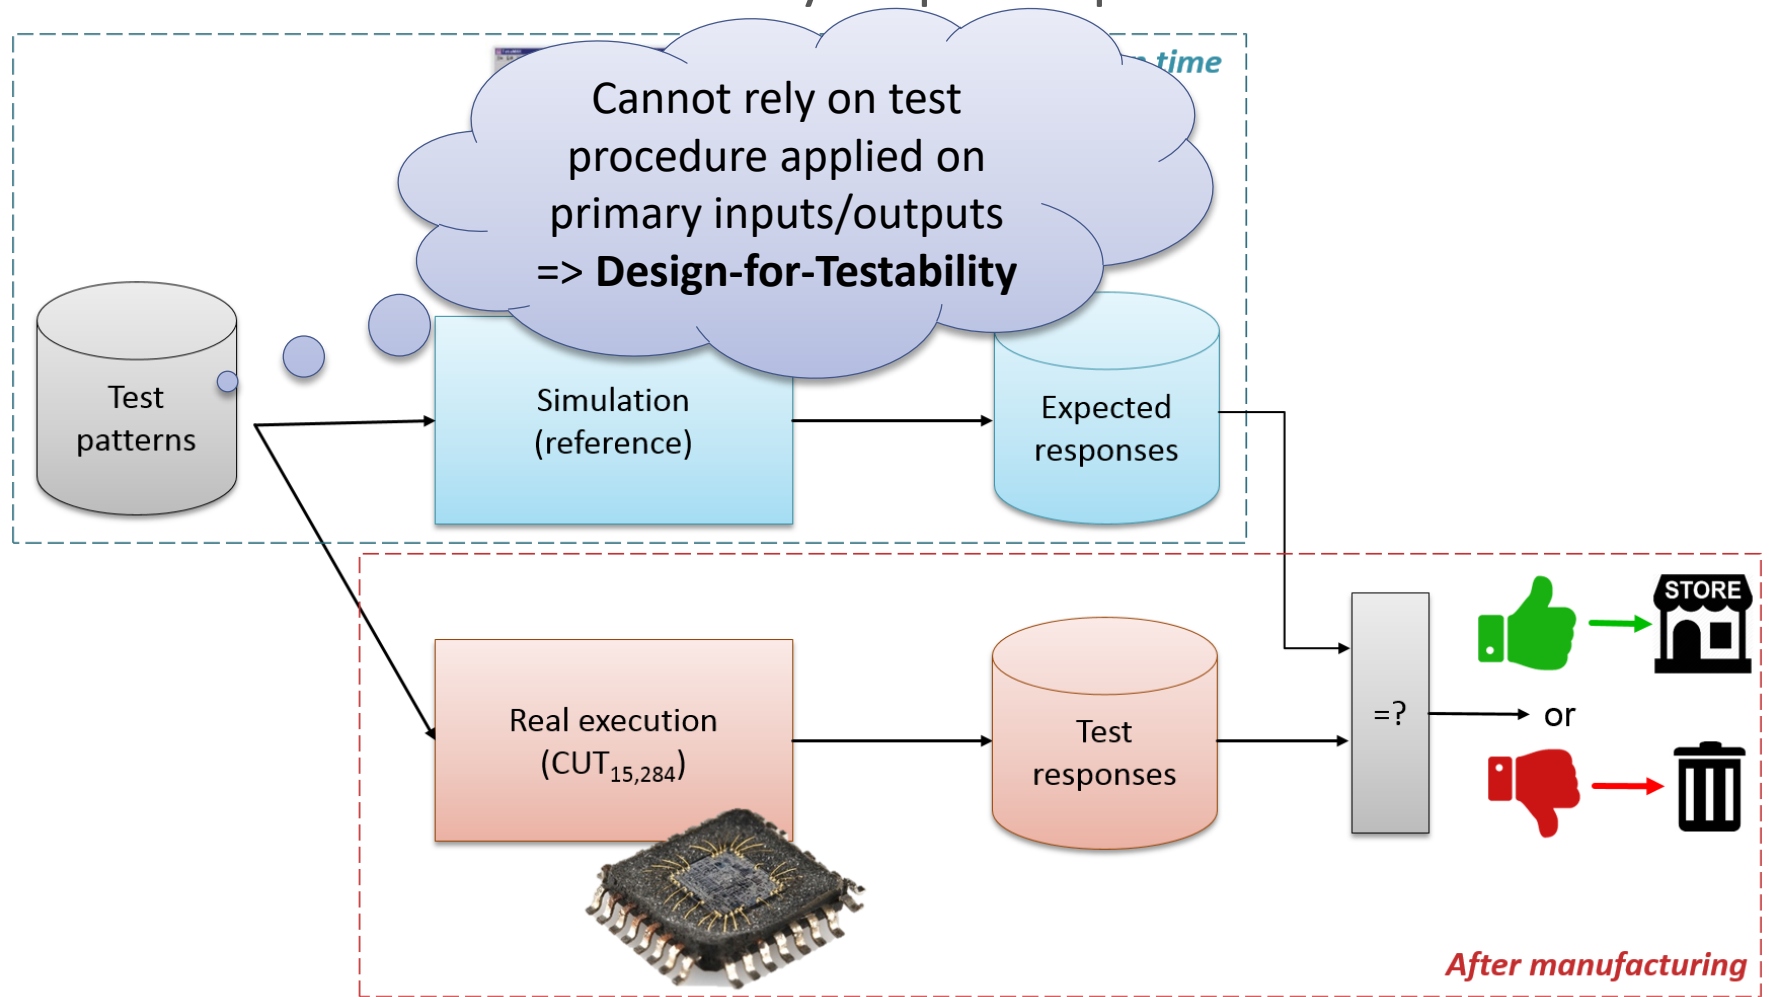 time
Cannot rely on test
procedure applied on
primary inputs/outputs
=> Design-for-Testability
Test
patterns
Simulation
(reference)
Expected
responses
STORE
Real execution
(CUT15,284)
Test
responses
=?
or
After manufacturing